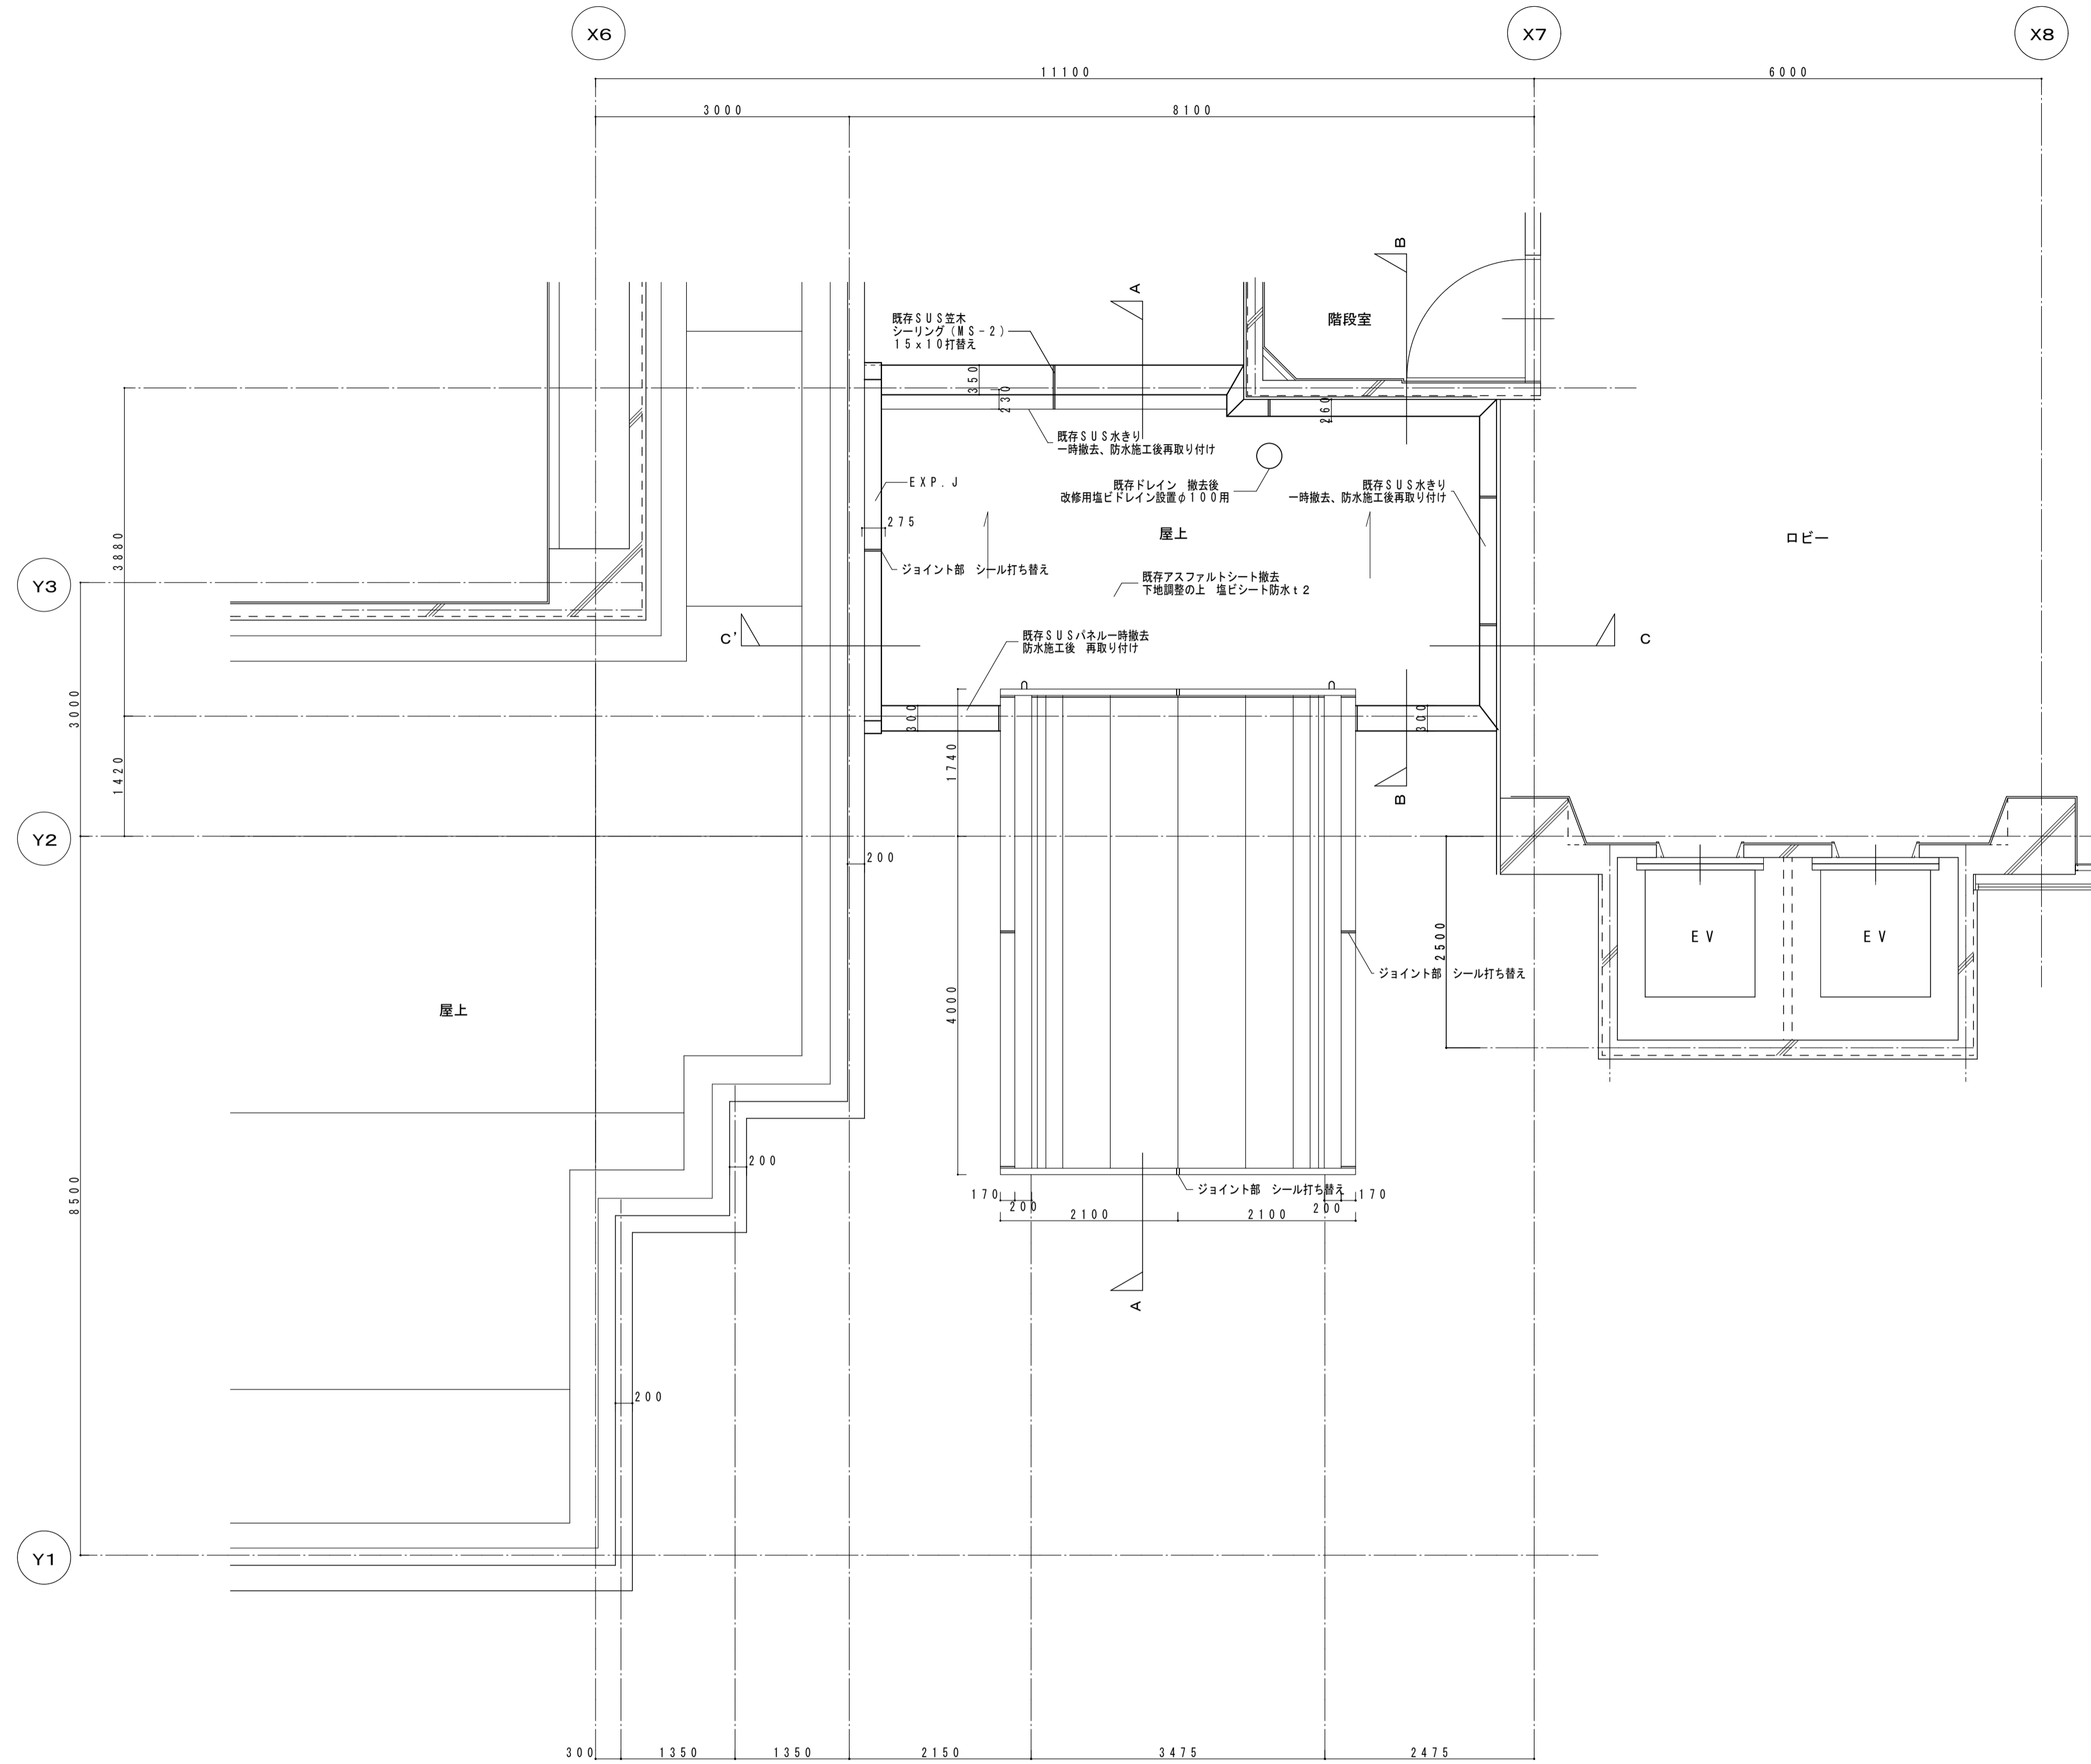 X6
X7
X8
11100
6000
3000
8100
B
A
既存SUS笠木
シーリング(MS-2)
15x10打替え
階段室
350
230
260
既存SUS水きり
一時撤去、防水施工後再取り付け
EXP.J
既存ドレイン 撤去後
改修用塩ビドレイン設置φ100用
既存SUS水きり
一時撤去、防水施工後再取り付け
275
屋上
ロビー
3880
ジョイント部 シール打ち替え
既存アスファルトシート撤去
下地調整の上 塩ビシート防水t2
Y3
C'
C
既存SUSパネル一時撤去
防水施工後 再取り付け
3000
300
300
1740
1420
B
Y2
200
2500
EV
EV
ジョイント部 シール打ち替え
4000
屋上
200
ジョイント部 シール打ち替え
170
200
200
170
2100
2100
8500
A
200
Y1
300
1350
1350
2150
3475
2475